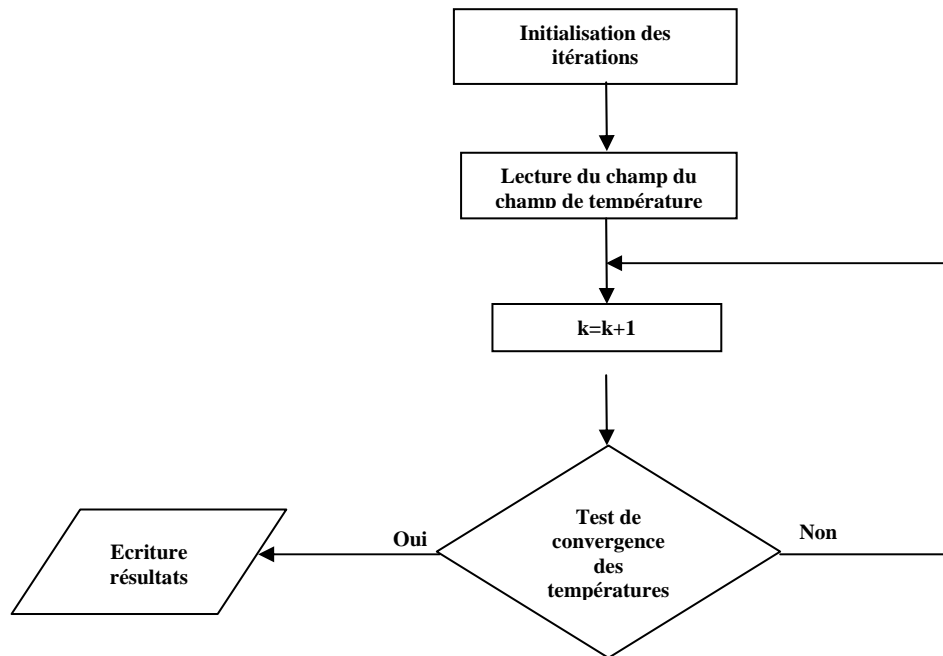 Initialisation des
itérations
Lecture du champ du
champ de température
k=k+1
Test de
convergence
des
températures
Oui
Non
Ecriture
résultats